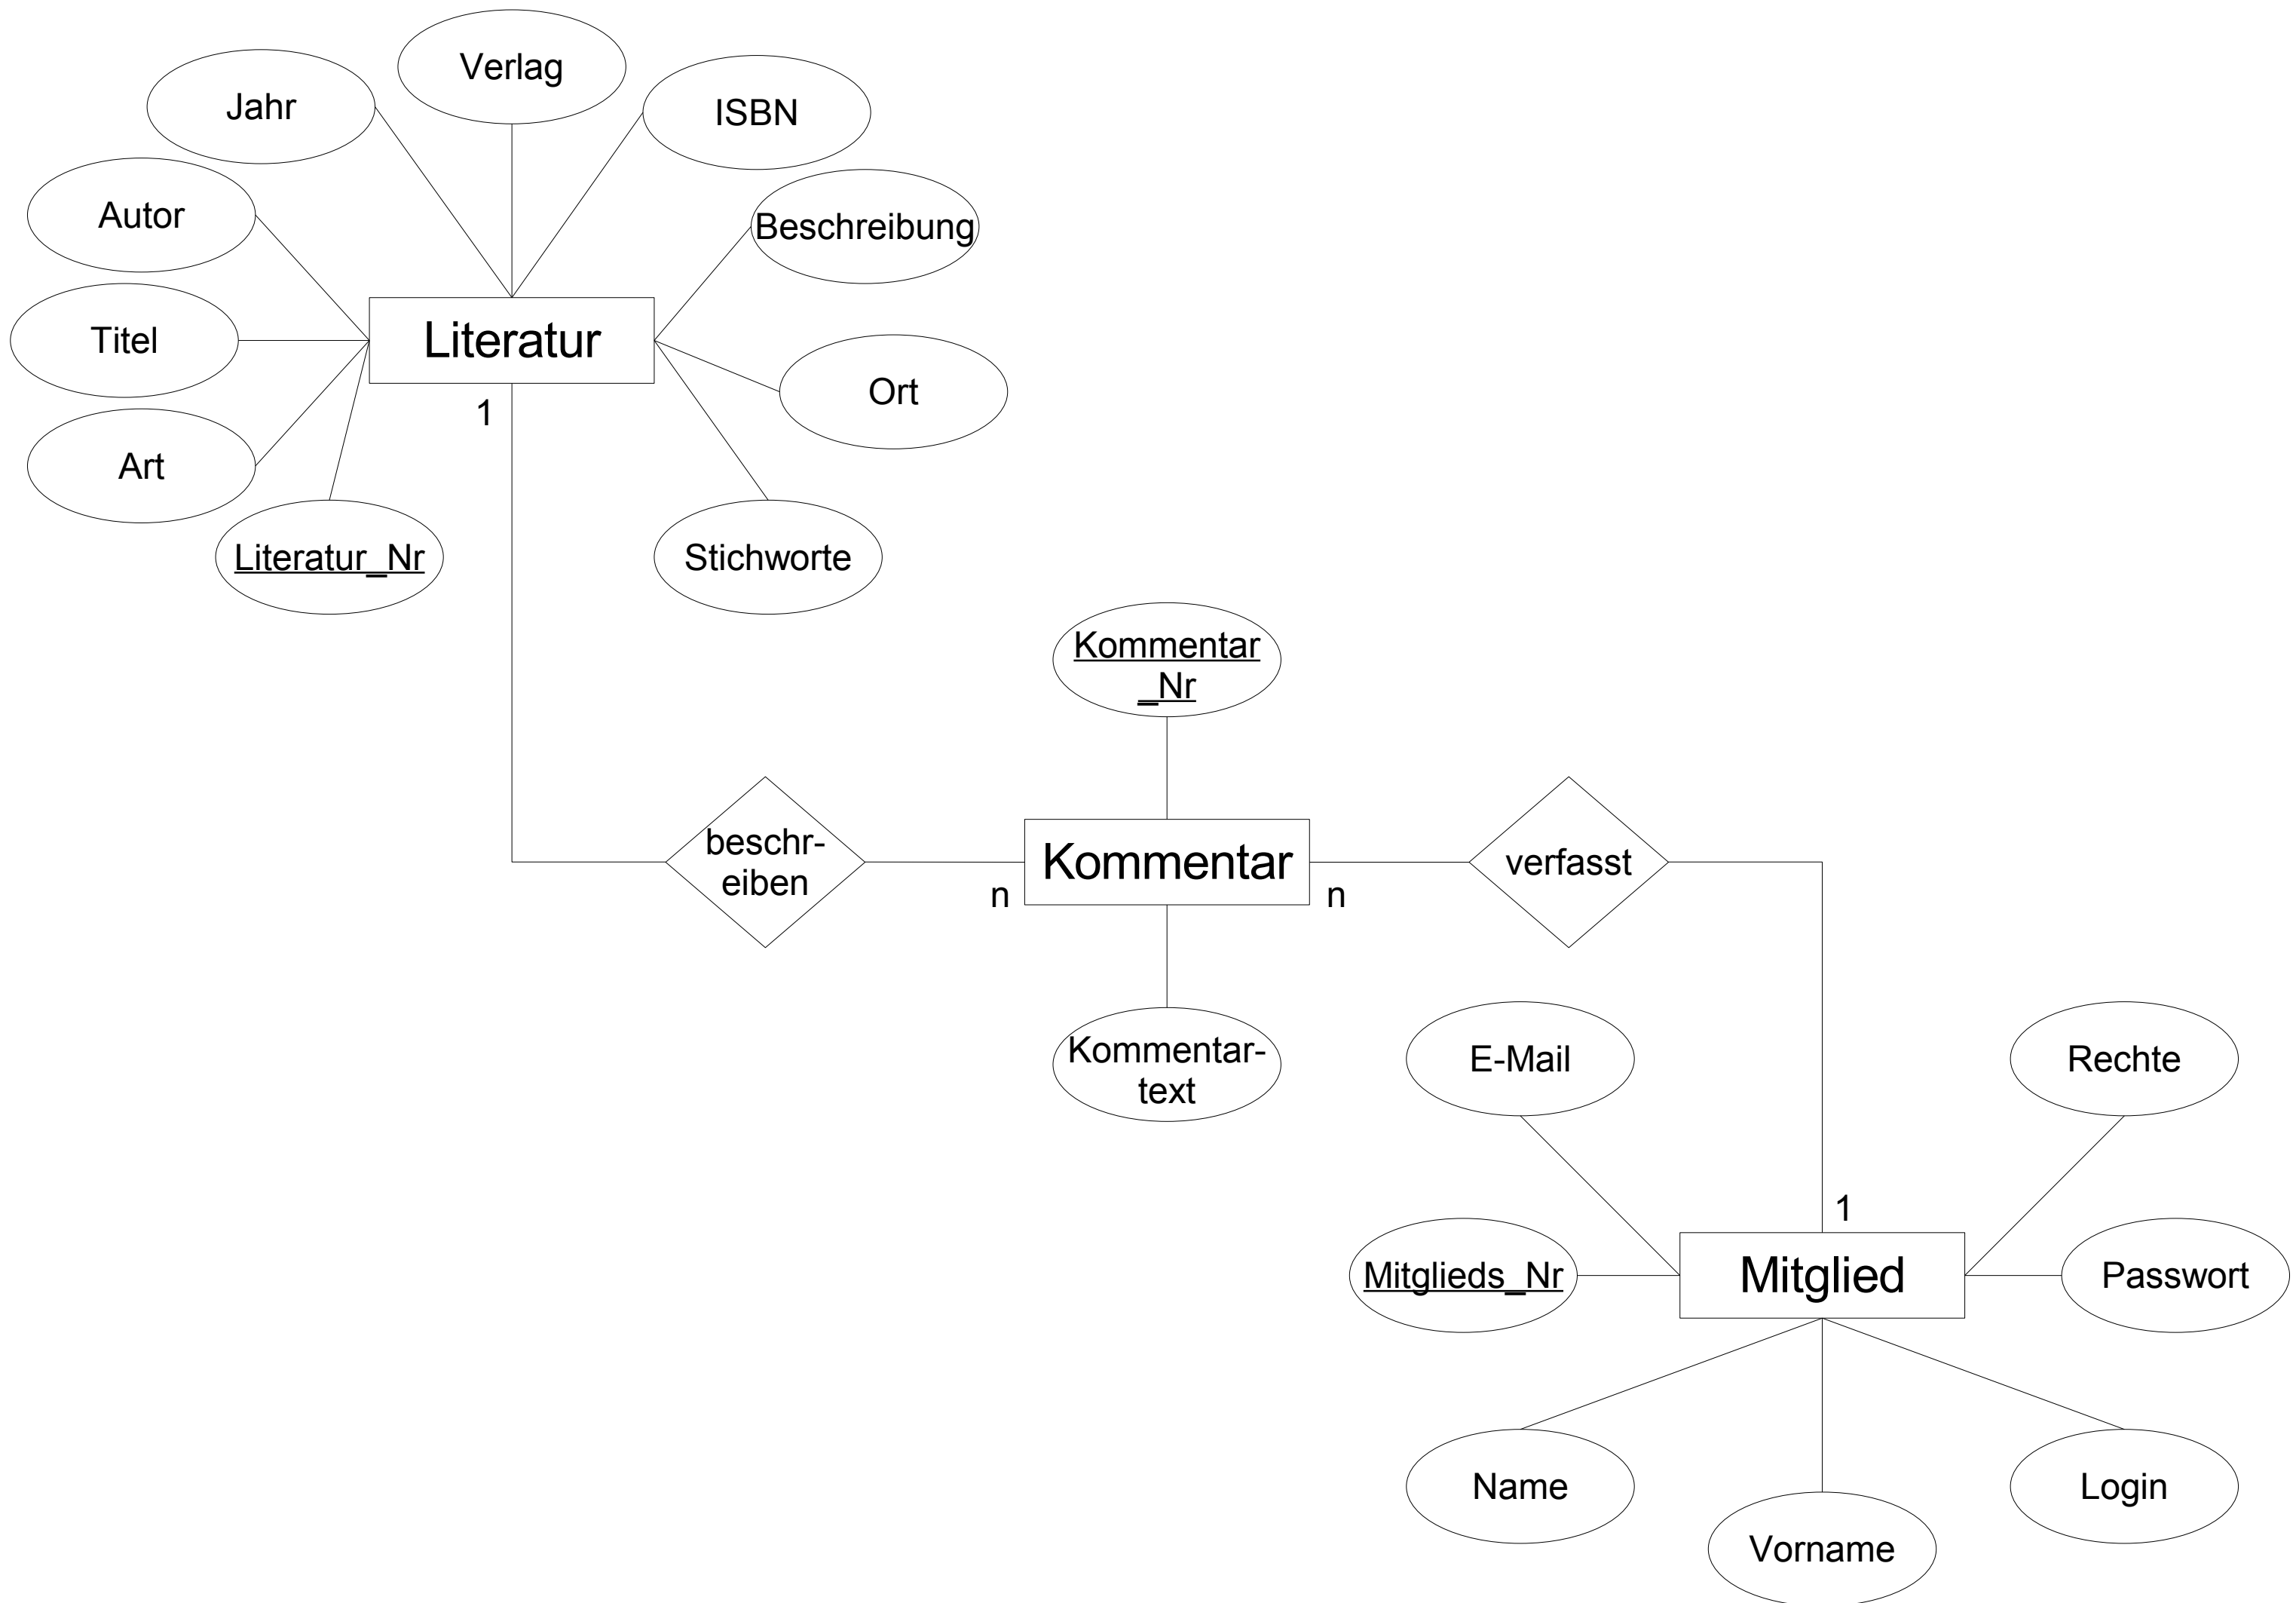 Verlag
Jahr
ISBN
Autor
Beschreibung
Titel
Literatur
Ort
1
Art
Literatur_Nr
Stichworte
Kommentar
_Nr
beschr-
eiben
Kommentar
verfasst
n
n
Kommentar-
text
E-Mail
Rechte
1
Mitglieds_Nr
Mitglied
Passwort
Name
Login
Vorname